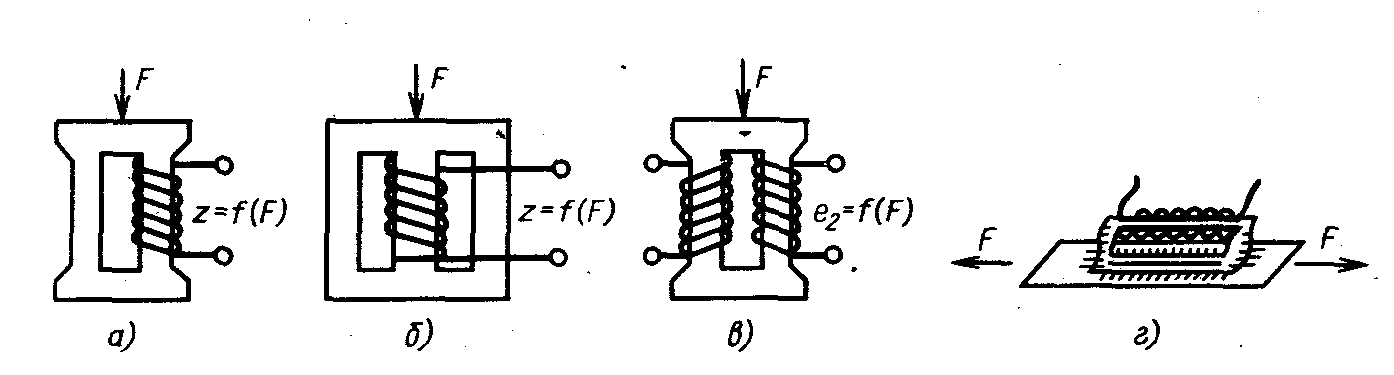 F F F
z=f(F) z=f(F) e₂=f(F) F F
а) б) в) г)